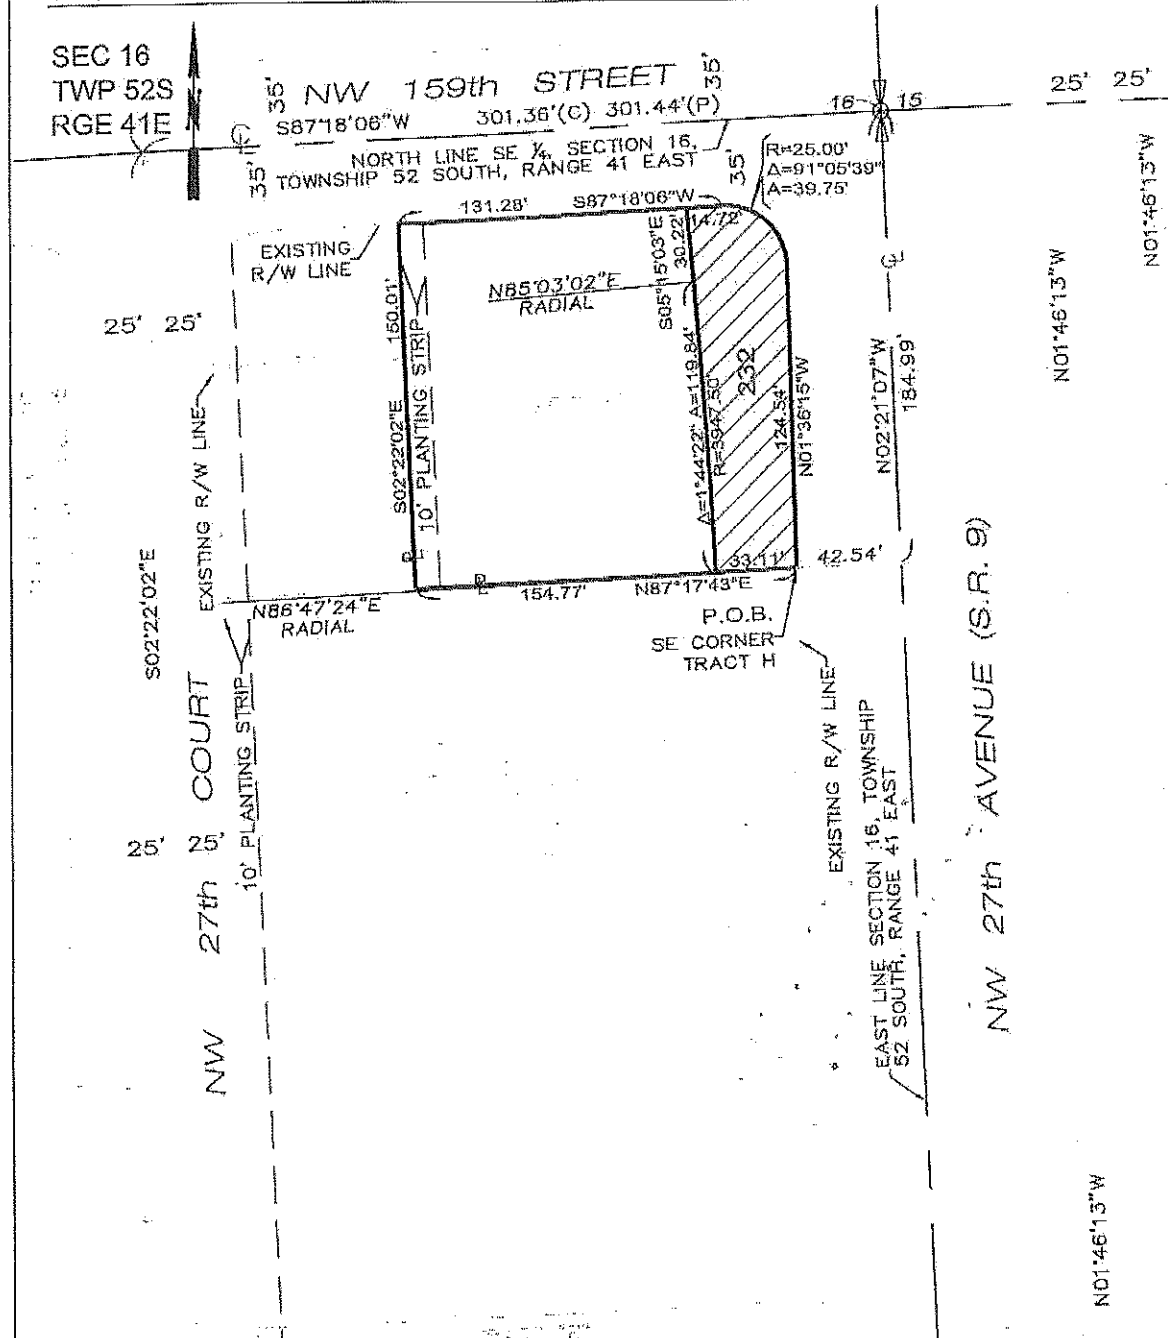 SEC 16
TWP 52S
RGE 41E
N
35'
NW 159th STREET
35'
25' 25'
S87°18'06"W 301.36'(C) 301.44'(P)
16 15
35'
NORTH LINE SE ¼, SECTION 16,
TOWNSHIP 52 SOUTH, RANGE 41 EAST
35'
R=25.00'
Δ=91°05'39"
A=39.75'
131.28' S87°18'06"W
14.72'
EXISTING
R/W LINE
N85°03'02"E
RADIAL
S05°15'03"E
30.22'
25' 25'
150.01'
S02°22'02"E
10' PLANTING STRIP
Δ=1°44'22" A=119.84'
R=3947.50'
232
124.54'
N01°36'15"W
N02°21'07"W
184.99'
N01°46'13"W
N01°46'13"W
EXISTING R/W LINE
S02°22'02"E
33.11'
42.54'
154.77' N87°17'43"E
N86°47'24"E
RADIAL
P.O.B.
SE CORNER
TRACT H
NW 27th COURT
10' PLANTING STRIP
25' 25'
EXISTING R/W LINE
EAST LINE SECTION 16, TOWNSHIP
52 SOUTH, RANGE 41 EAST
NW 27th AVENUE (S.R. 9)
N01°46'13"W